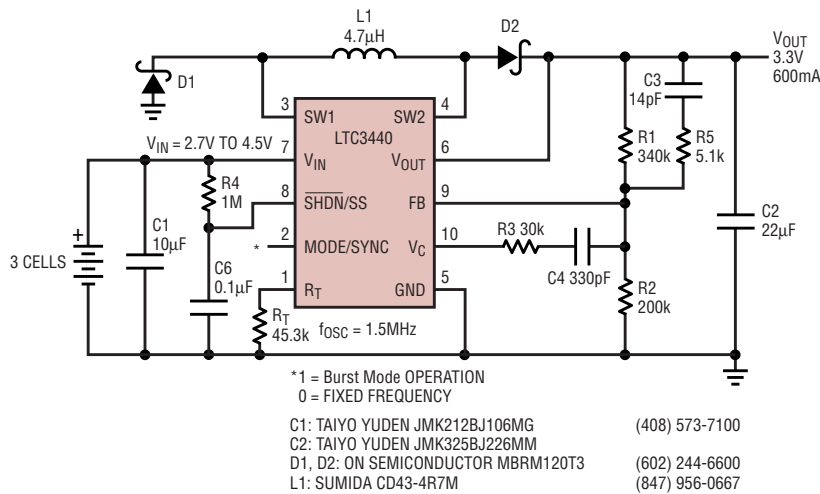 L1
4.7µH
D2
D1
VOUT
3.3V
600mA
C3
14pF
3
SW1
4
SW2
LTC3440
VIN = 2.7V TO 4.5V
7
VIN
6
VOUT
R1
340k
R5
5.1k
R4
1M
8
SHDN/SS
9
FB
C1
10µF
+
3 CELLS
*
2
MODE/SYNC
10
VC
R3 30k
C4 330pF
C2
22µF
C6
0.1µF
1
RT
5
GND
R2
200k
RT
45.3k
fOSC = 1.5MHz
*1 = Burst Mode OPERATION
0 = FIXED FREQUENCY
C1: TAIYO YUDEN JMK212BJ106MG (408) 573-7100
C2: TAIYO YUDEN JMK325BJ226MM
D1, D2: ON SEMICONDUCTOR MBRM120T3 (602) 244-6600
L1: SUMIDA CD43-4R7M (847) 956-0667